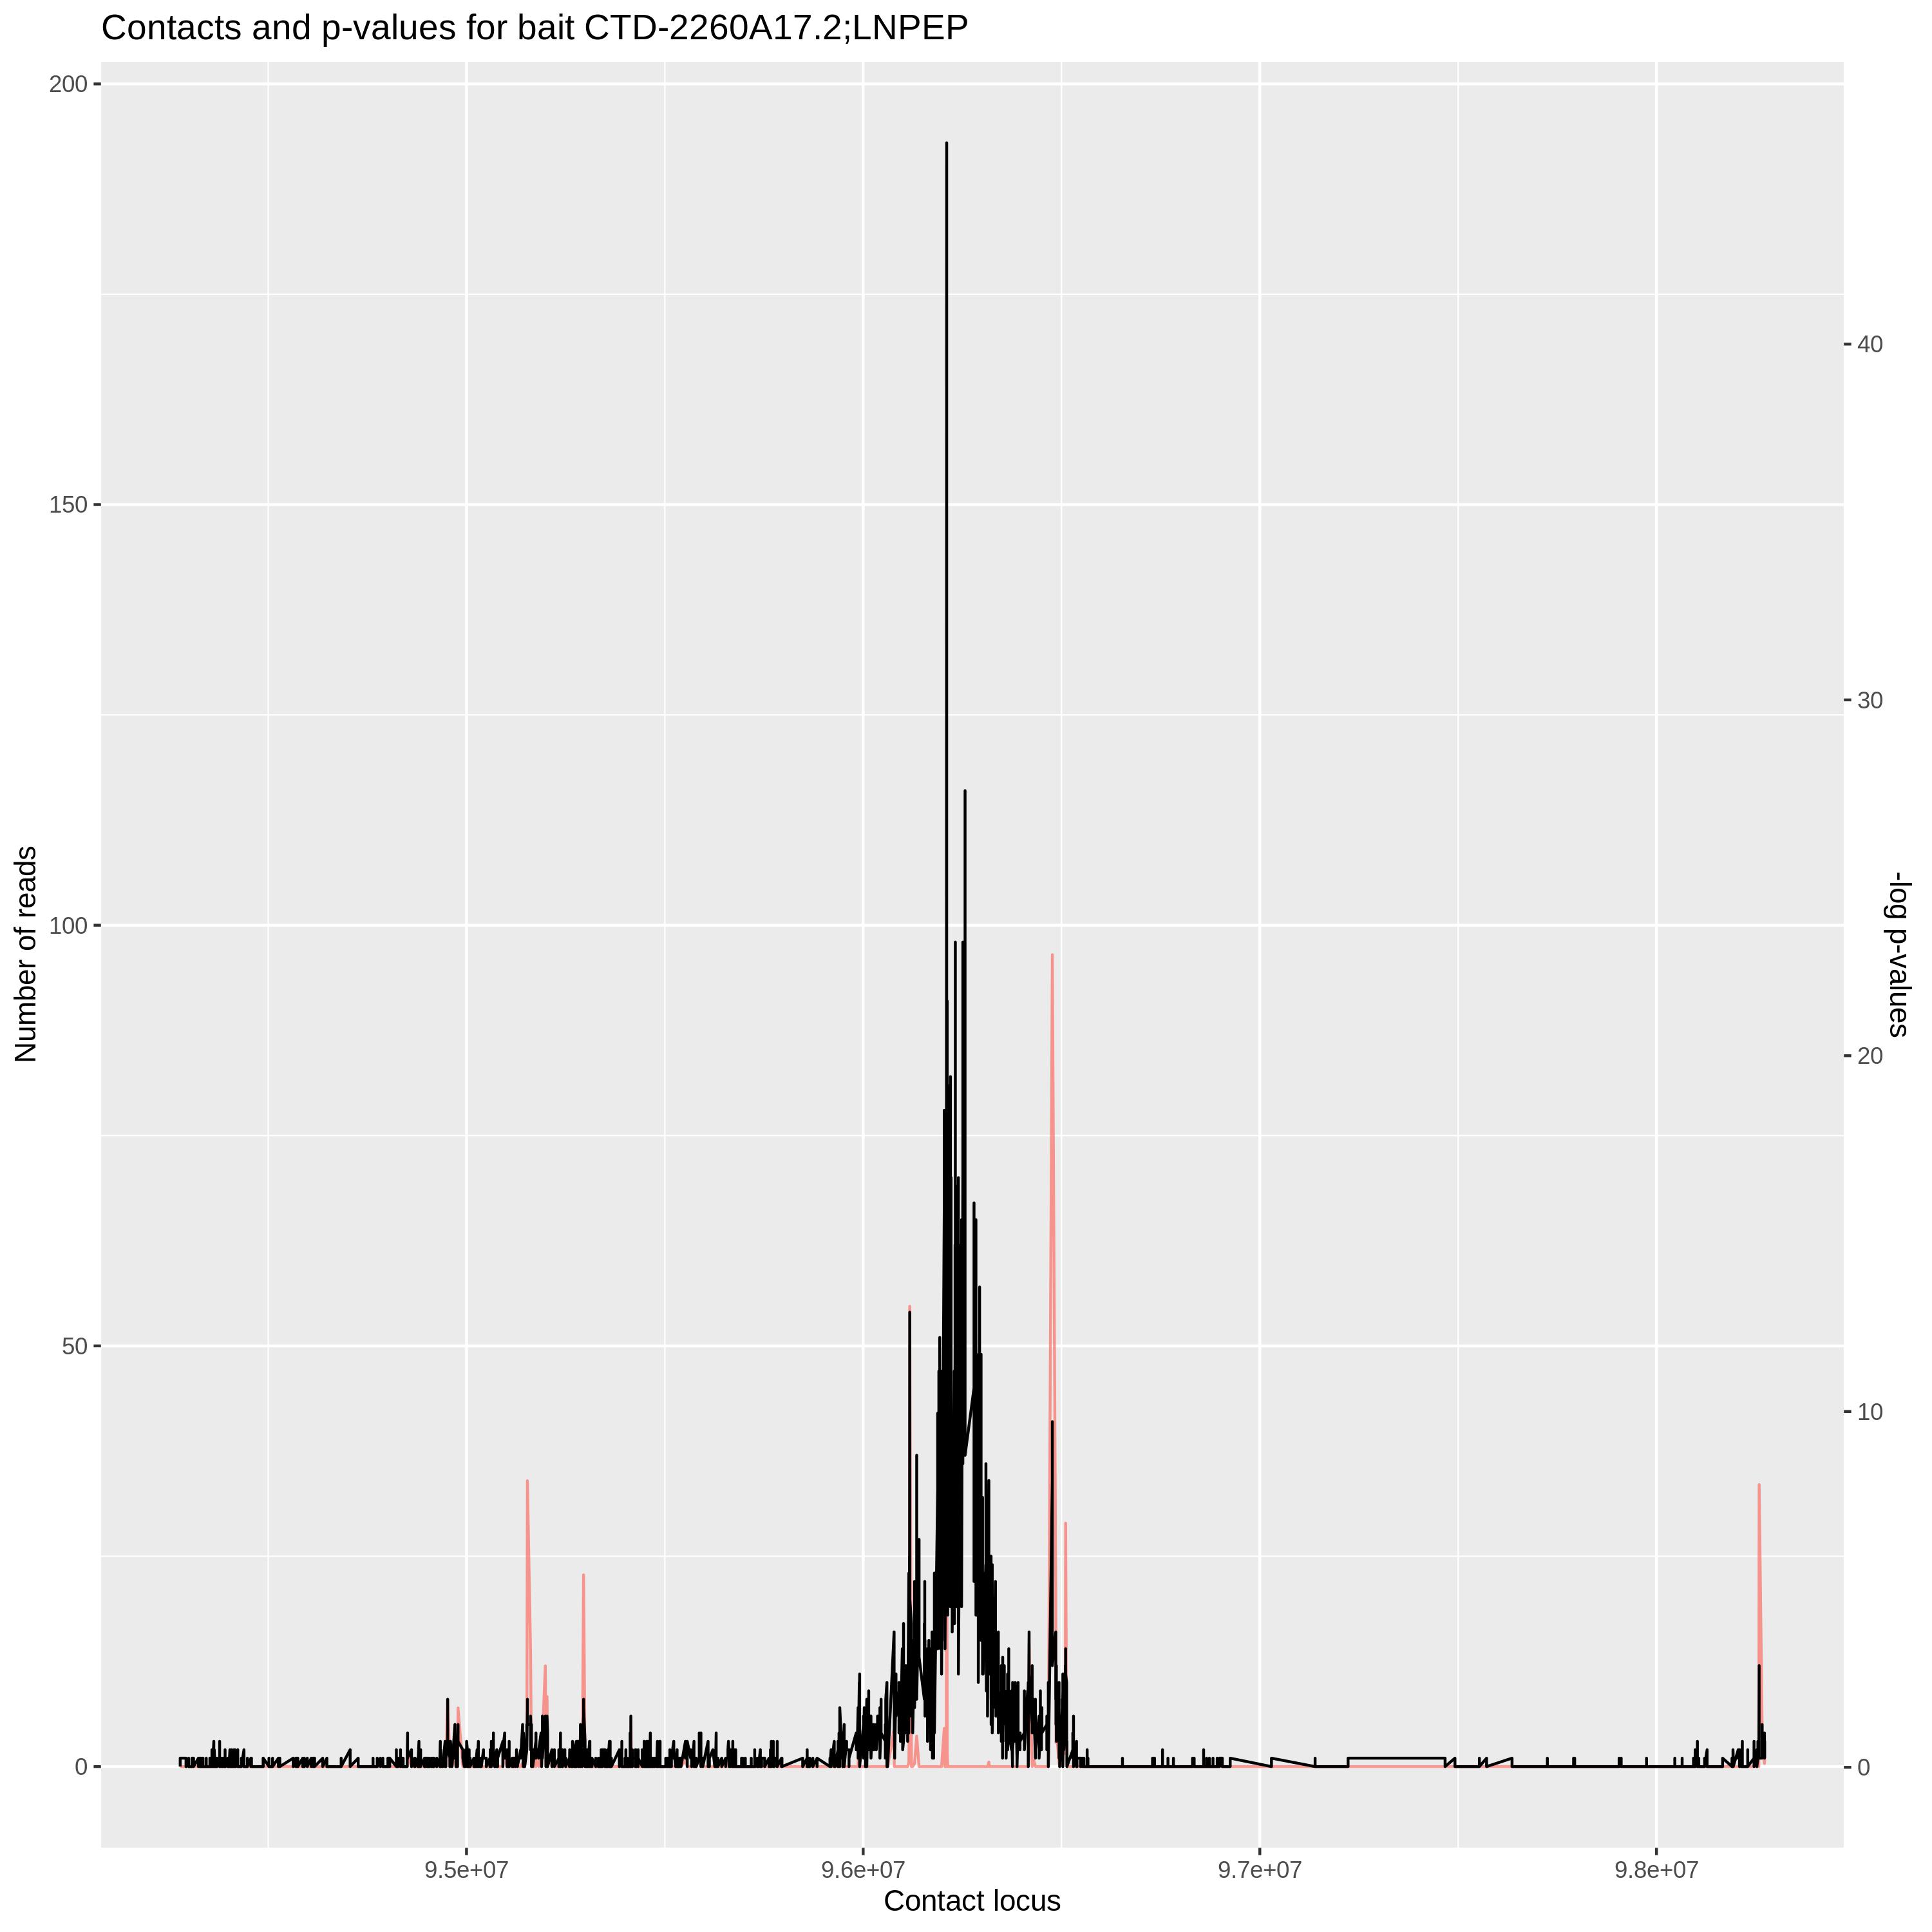 Contacts and p-values for bait CTD-2260A17.2;LNPEP
200
150
100
50
0
Number of reads
40
30
20
10
0
-log p-values
9.5e+07
9.6e+07
9.7e+07
9.8e+07
Contact locus